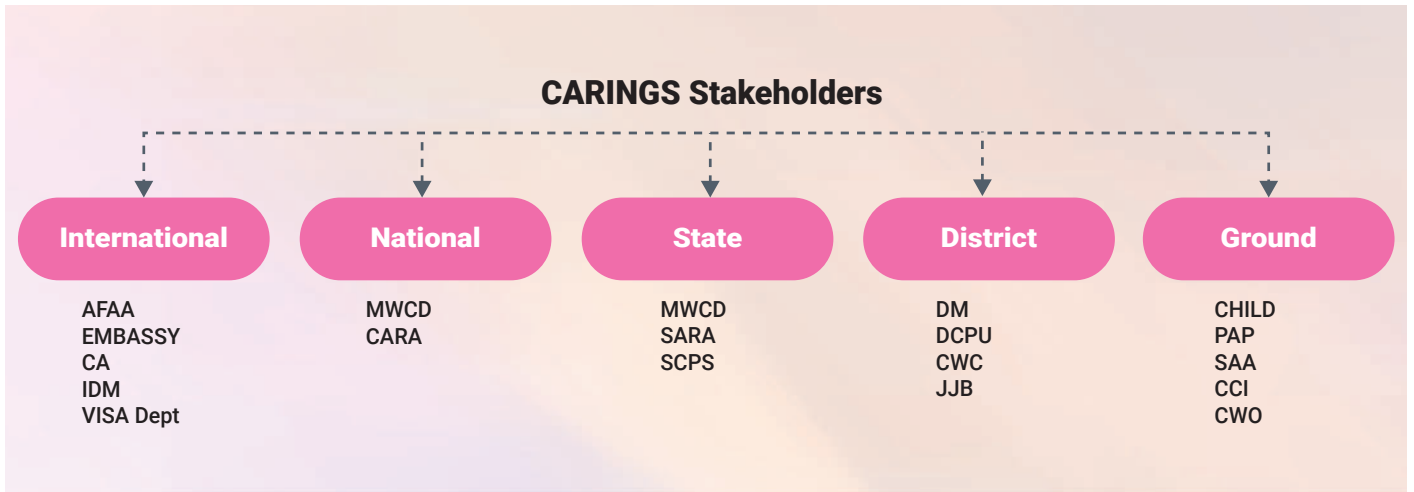 CARINGS Stakeholders
International
AFAA
EMBASSY
CA
IDM
VISA Dept
National
MWCD
CARA
State
MWCD
SARA
SCPS
District
DM
DCPU
CWC
JJB
Ground
CHILD
PAP
SAA
CCI
CWO